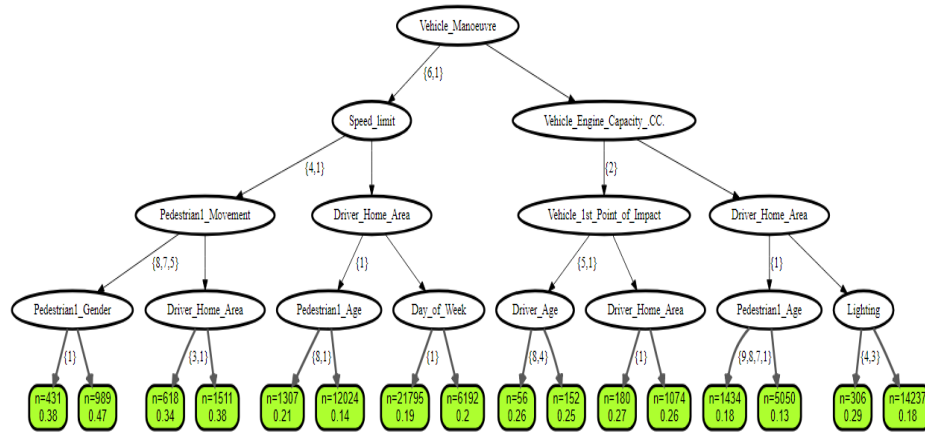 Vehicle_Manoeuvre
{6,1}
Speed_limit
Vehicle_Engine_Capacity_.CC.
{4,1}
{2}
Pedestrian1_Movement
Driver_Home_Area
Vehicle_1st_Point_of_Impact
Driver_Home_Area
{8,7,5}
{1}
{5,1}
{1}
Pedestrian1_Gender
Driver_Home_Area
Pedestrian1_Age
Day_of_Week
Driver_Age
Driver_Home_Area
Pedestrian1_Age
Lighting
{1}
{3,1}
{8,1}
{1}
{8,4}
{1}
{9,8,7,1}
{4,3}
n=431
0.38
n=989
0.47
n=618
0.34
n=1511
0.38
n=1307
0.21
n=12024
0.14
n=21795
0.19
n=6192
0.2
n=56
0.26
n=152
0.25
n=180
0.27
n=1074
0.26
n=1434
0.18
n=5050
0.13
n=306
0.29
n=14237
0.18